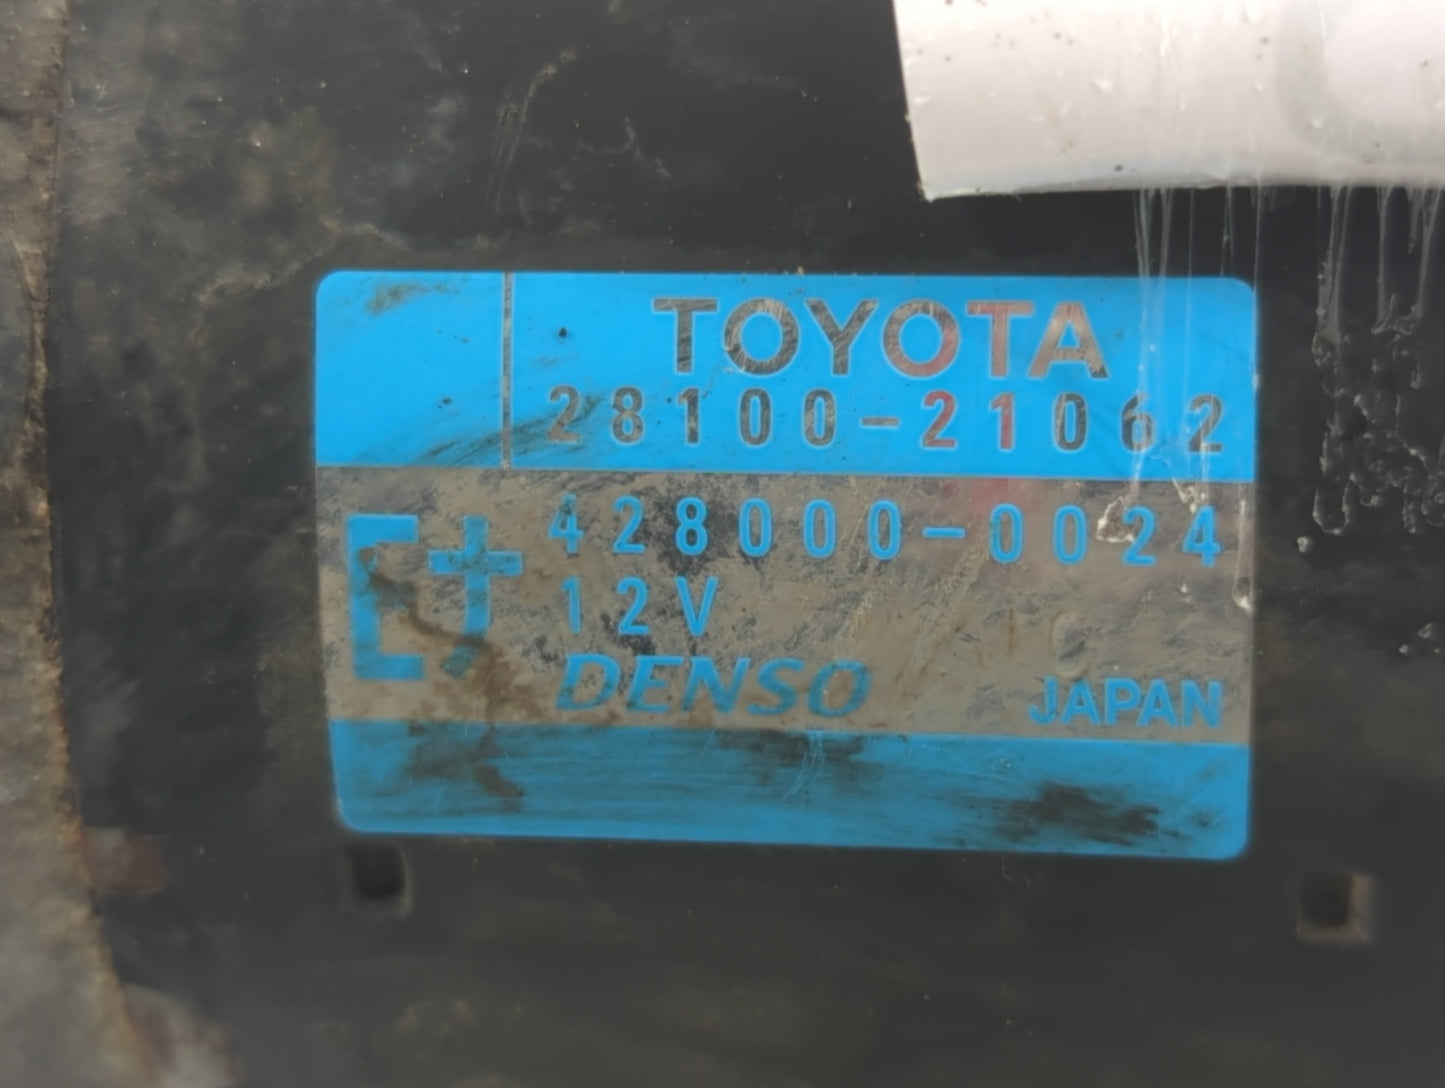 TOYOTA
28100-21062
428000-0024
12V
DENSO JAPAN